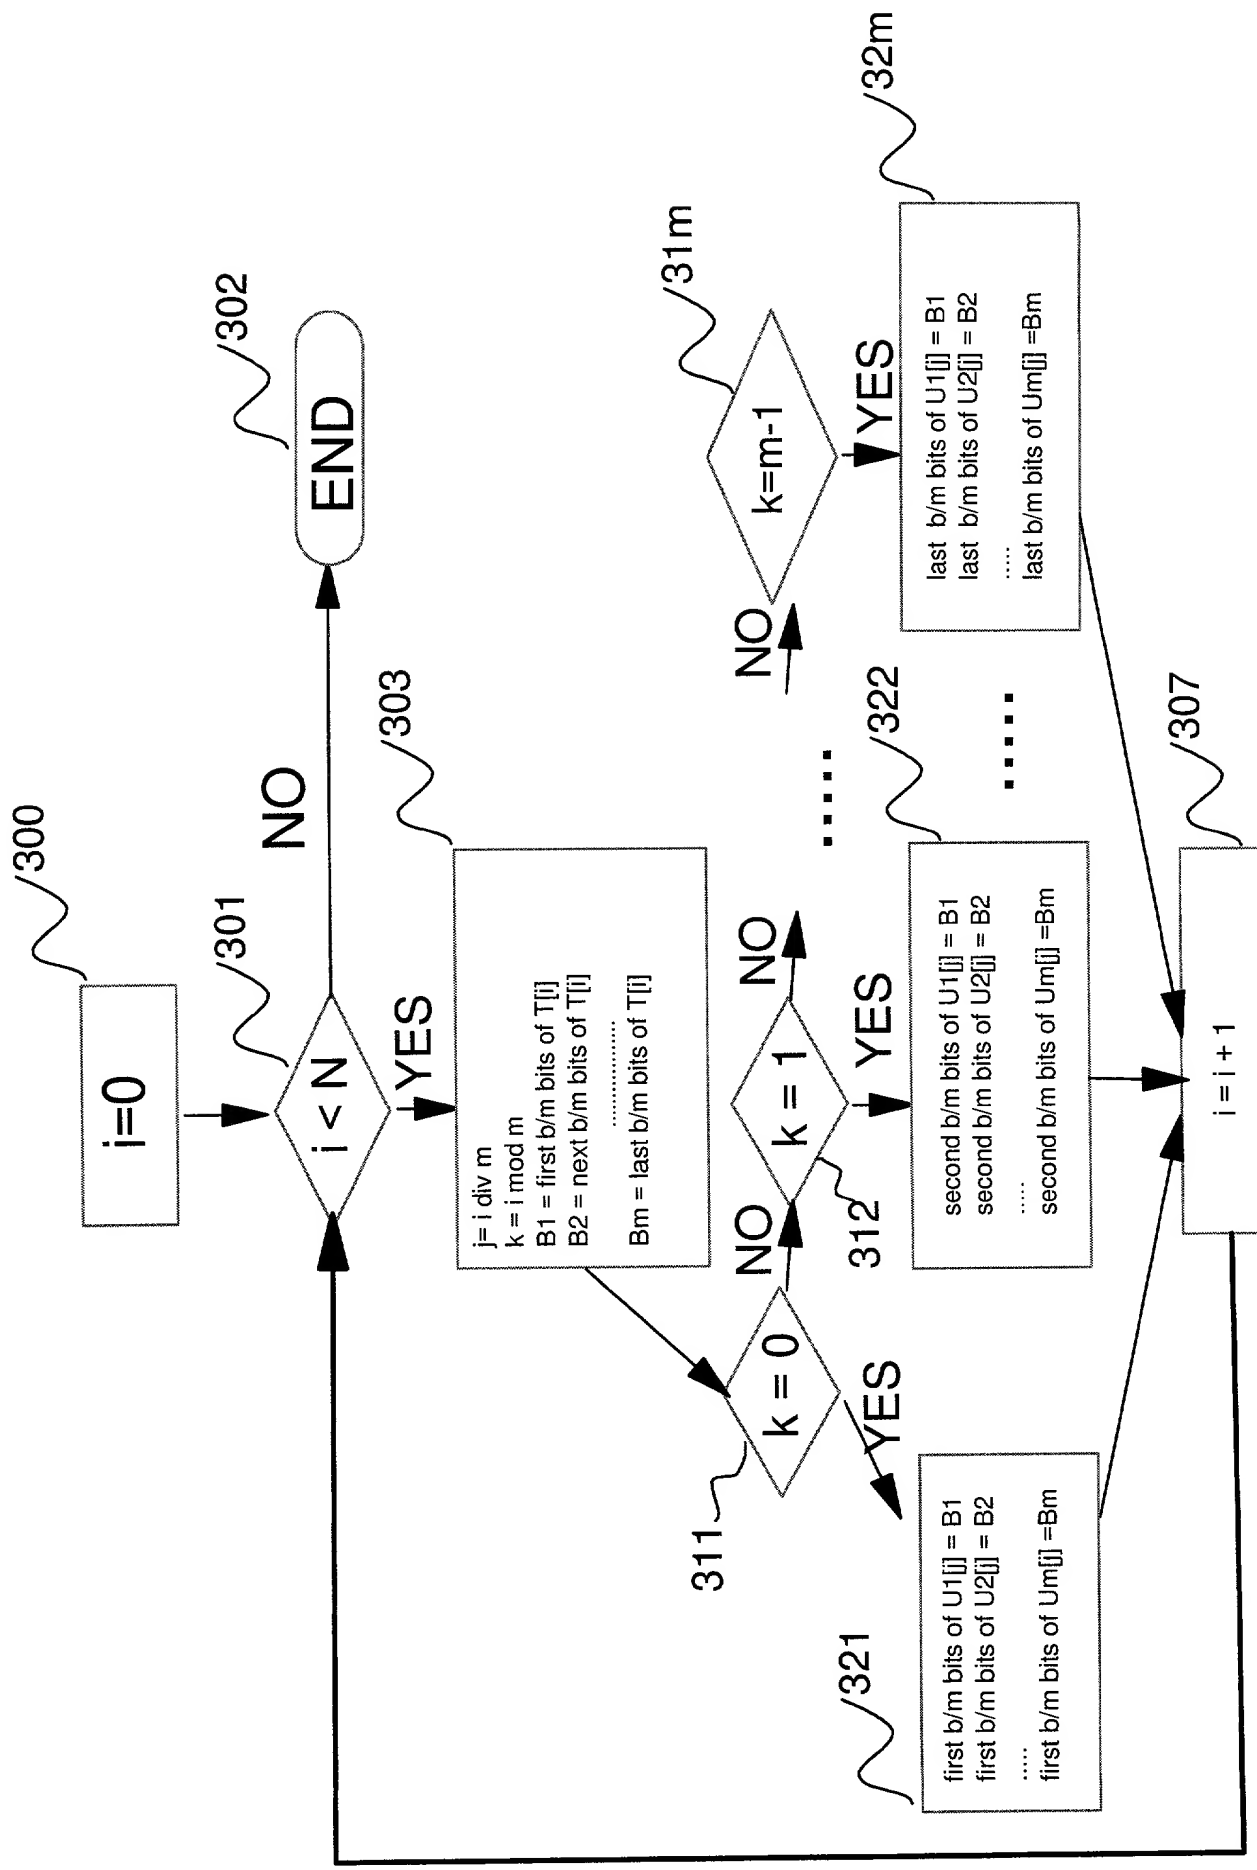 300
i=0
301
i < N
NO
302
END
YES
303
j= i div m
k = i mod m
B1 = first b/m bits of T[i]
B2 = next b/m bits of T[i]
..................
Bm = last b/m bits of T[i]
311
k = 0
NO
312
k = 1
NO
.....
NO
k=m-1
31m
YES
YES
YES
321
first b/m bits of U1[j] = B1
first b/m bits of U2[j] = B2
.....
first b/m bits of Um[j] =Bm
322
second b/m bits of U1[j] = B1
second b/m bits of U2[j] = B2
.....
second b/m bits of Um[j] =Bm
.....
32m
last b/m bits of U1[j] = B1
last b/m bits of U2[j] = B2
.....
last b/m bits of Um[j] =Bm
307
i = i + 1